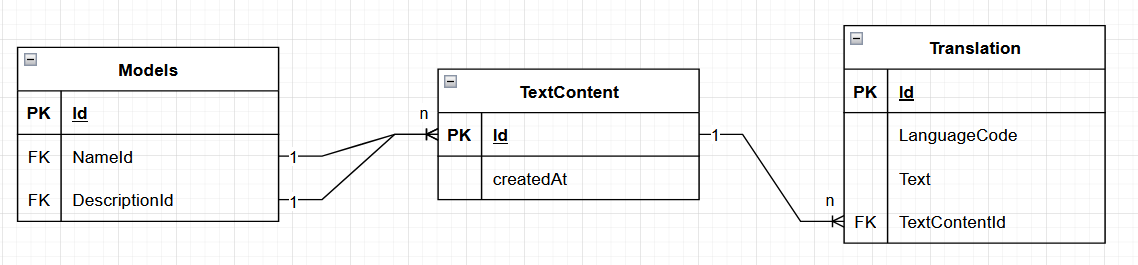 Models
PK Id
FK NameId
FK DescriptionId
1
1
n
TextContent
PK Id
createdAt
1
n
Translation
PK Id
LanguageCode
Text
FK TextContentId